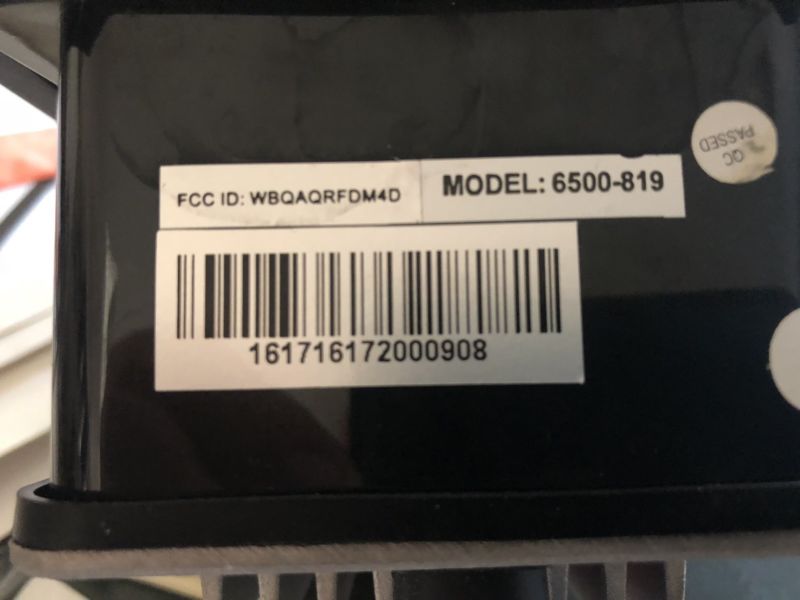 QC
PASSED
FCC ID: WBQAQRFDM4D
MODEL: 6500-819
161716172000908